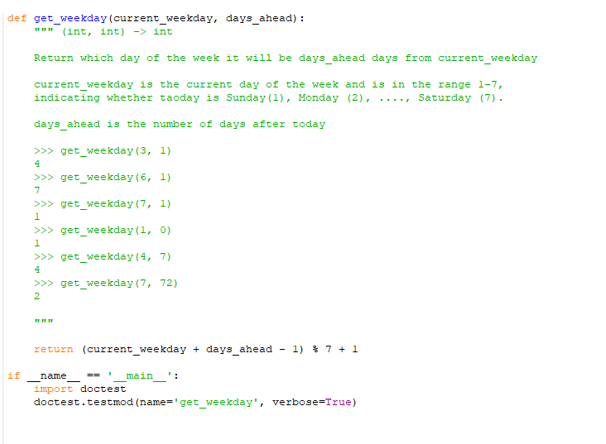 def get_weekday(current_weekday, days_ahead):
    """ (int, int) -> int

    Return which day of the week it will be days_ahead days from current_weekday

    current_weekday is the current day of the week and is in the range 1-7,
    indicating whether taoday is Sunday(1), Monday (2), ...., Saturday (7).

    days_ahead is the number of days after today

    >>> get_weekday(3, 1)
    4
    >>> get_weekday(6, 1)
    7
    >>> get_weekday(7, 1)
    1
    >>> get_weekday(1, 0)
    1
    >>> get_weekday(4, 7)
    4
    >>> get_weekday(7, 72)
    2

    """

    return (current_weekday + days_ahead - 1) % 7 + 1

if __name__ == '__main__':
    import doctest
    doctest.testmod(name='get_weekday', verbose=True)